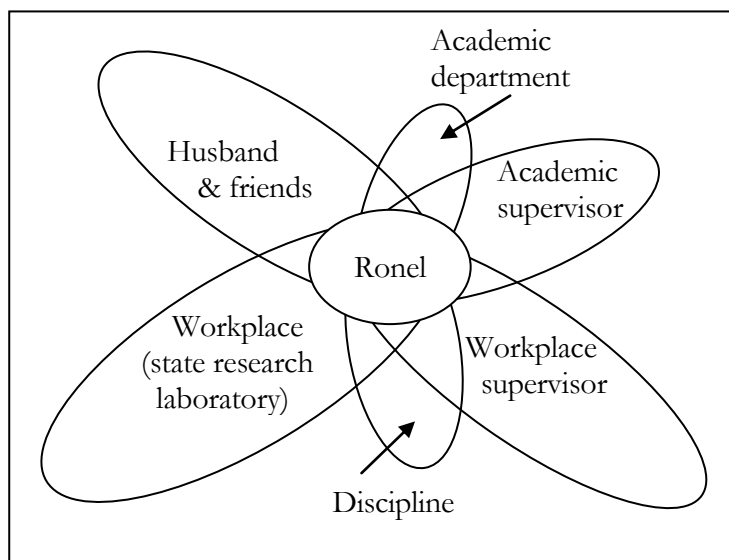 Academic
department
Husband
& friends
Academic
supervisor
Ronel
Workplace
(state research
laboratory)
Workplace
supervisor
Discipline